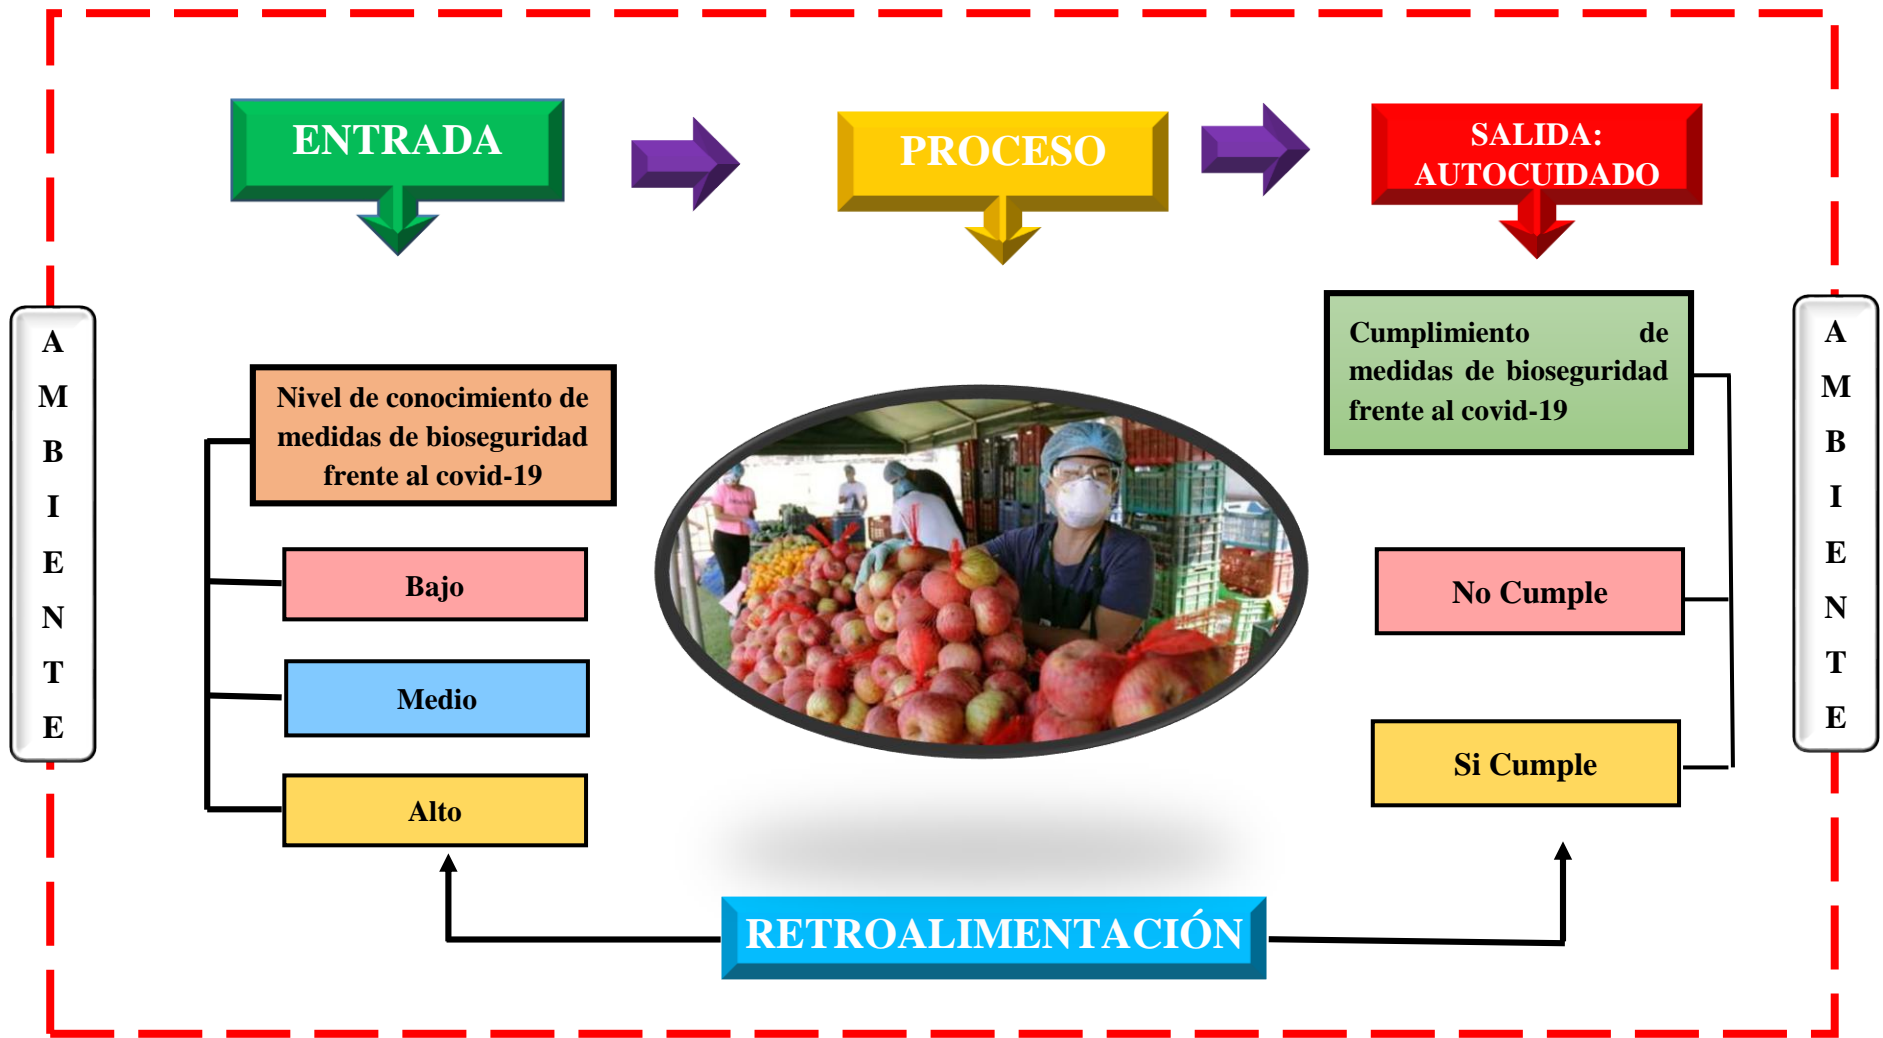 ENTRADA
PROCESO
SALIDA:
AUTOCUIDADO
A
M
B
I
E
N
T
E
Nivel de conocimiento de
medidas de bioseguridad
frente al covid-19
Bajo
Medio
Alto
Cumplimiento de
medidas de bioseguridad
frente al covid-19
No Cumple
Si Cumple
A
M
B
I
E
N
T
E
RETROALIMENTACIÓN